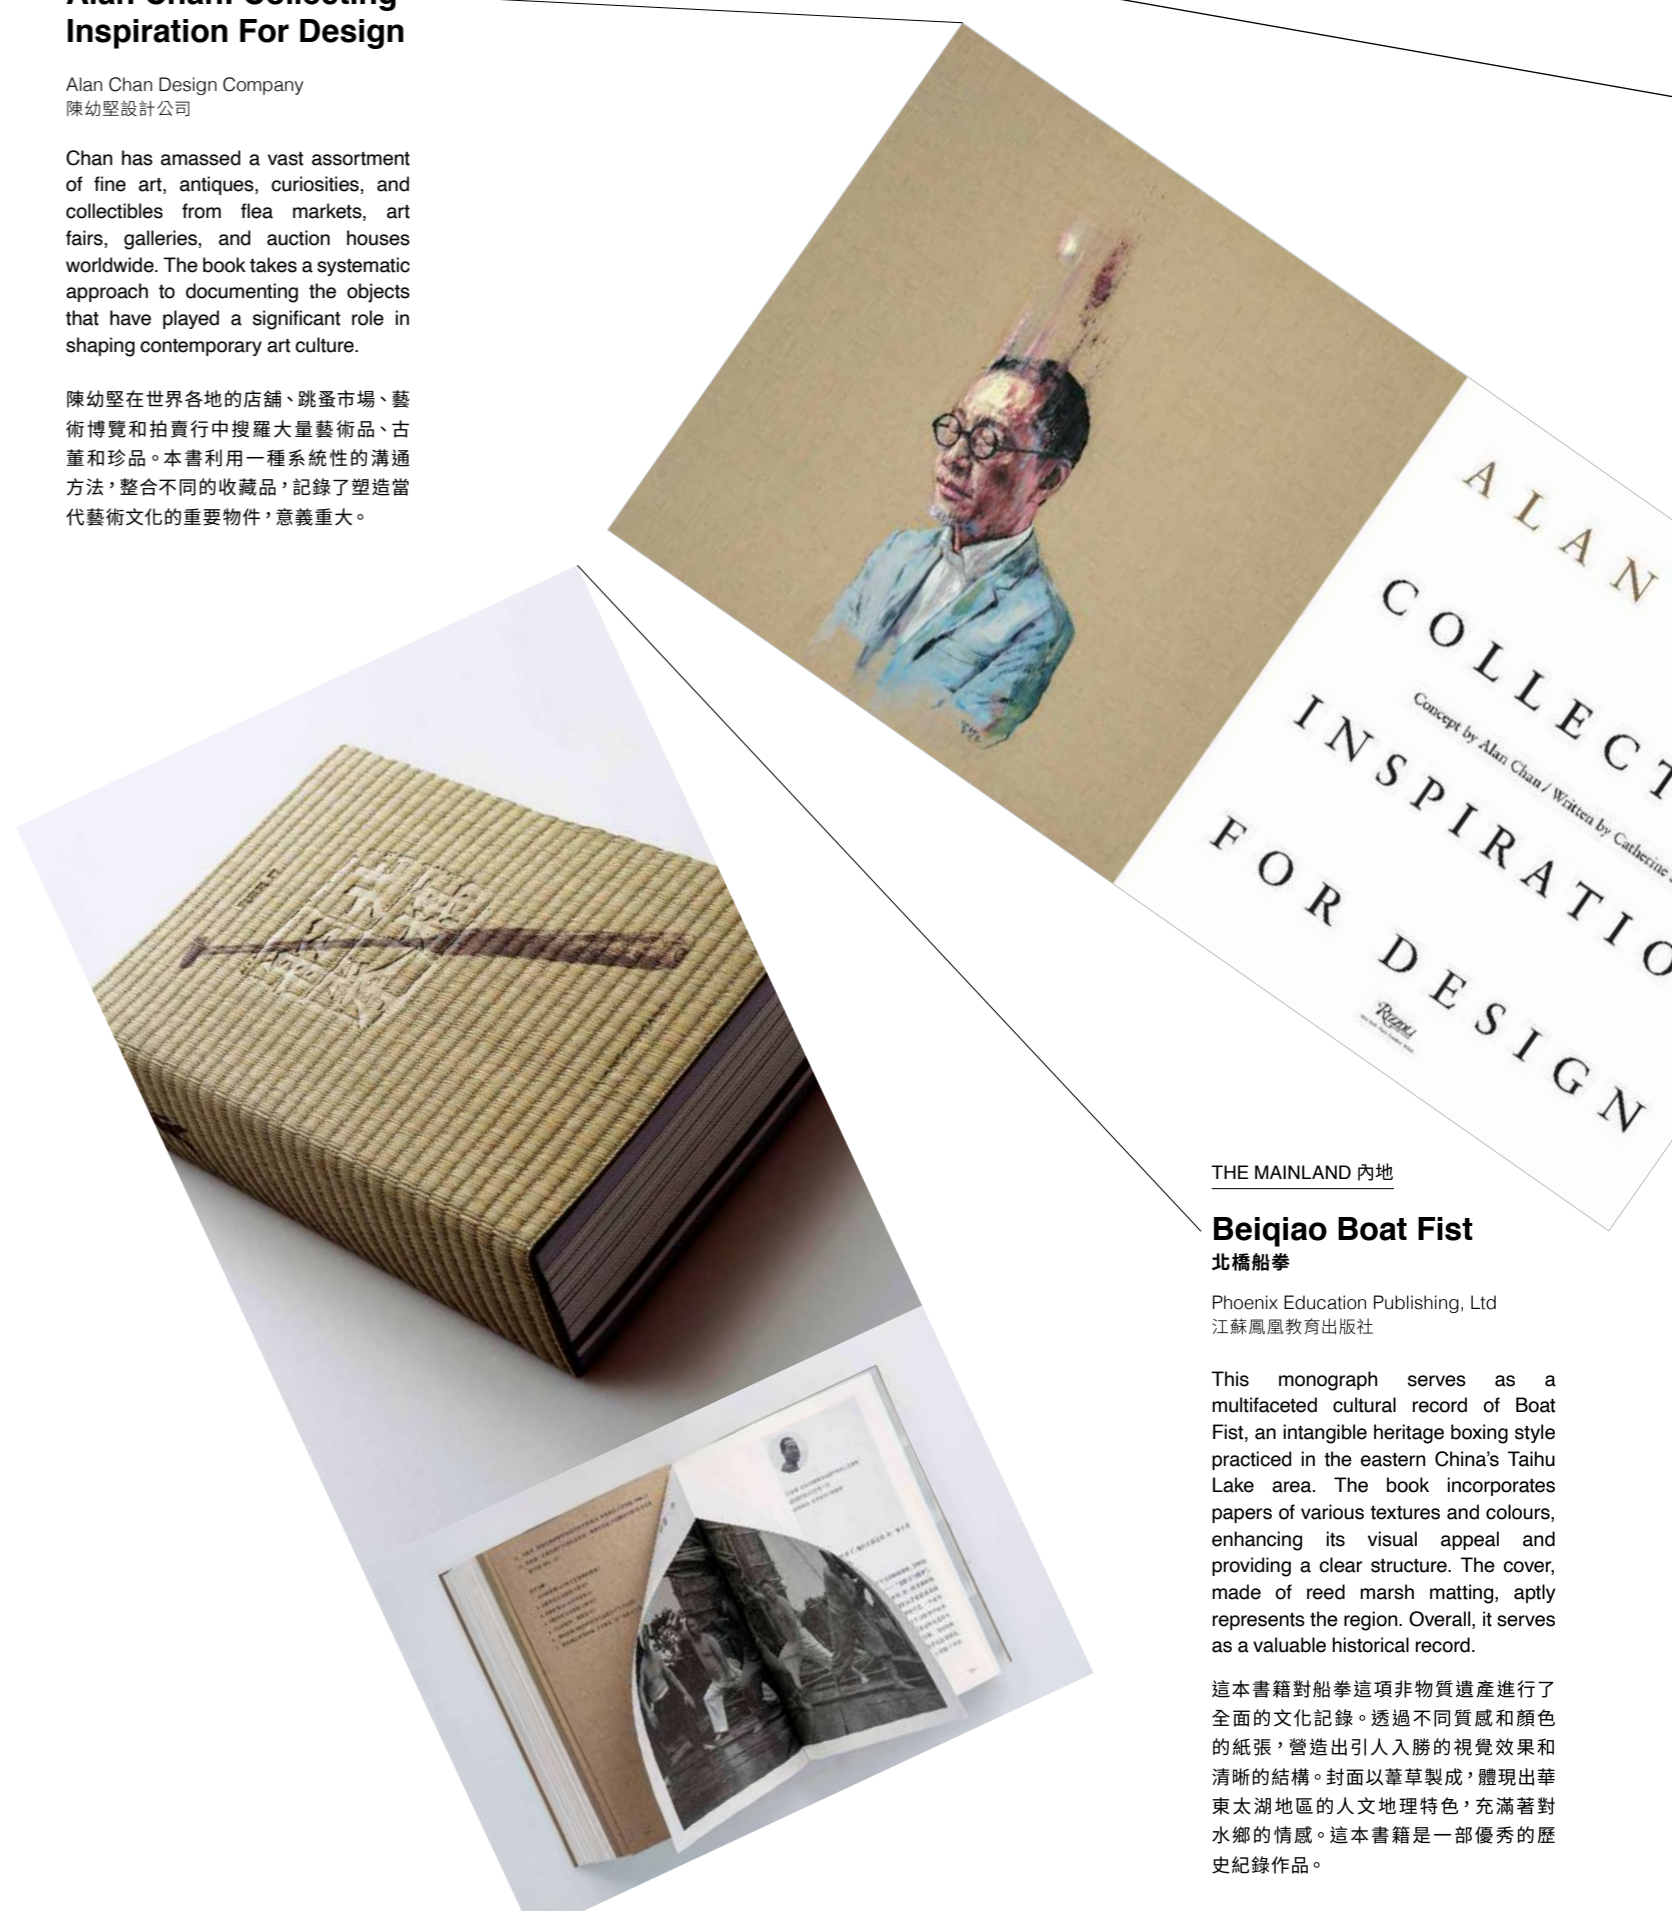 Alan Chan: Collecting
Inspiration For Design
Alan Chan Design Company
陳幼堅設計公司
Chan has amassed a vast assortment
of fine art, antiques, curiosities, and
collectibles from flea markets, art
fairs, galleries, and auction houses
worldwide. The book takes a systematic
approach to documenting the objects
that have played a significant role in
shaping contemporary art culture.
陳幼堅在世界各地的店舖、跳蚤市場、藝
術博覽和拍賣行中搜羅大量藝術品、古
董和珍品。本書利用一種系統性的溝通
方法，整合不同的收藏品，記錄了塑造當
代藝術文化的重要物件，意義重大。
ALAN
COLLECT
Concept by Alan Chan / Written by Catherine
INSPIRATIO
FOR DESIGN
RIZZOLI
THE MAINLAND 內地
Beiqiao Boat Fist
北橋船拳
Phoenix Education Publishing, Ltd
江蘇鳳凰教育出版社
This monograph serves as a
multifaceted cultural record of Boat
Fist, an intangible heritage boxing style
practiced in the eastern China’s Taihu
Lake area. The book incorporates
papers of various textures and colours,
enhancing its visual appeal and
providing a clear structure. The cover,
made of reed marsh matting, aptly
represents the region. Overall, it serves
as a valuable historical record.
這本書籍對船拳這項非物質遺產進行了
全面的文化記錄。透過不同質感和顏色
的紙張，營造出引人入勝的視覺效果和
清晰的結構。封面以葦草製成，體現出華
東太湖地區的人文地理特色，充滿著對
水鄉的情感。這本書籍是一部優秀的歷
史紀錄作品。